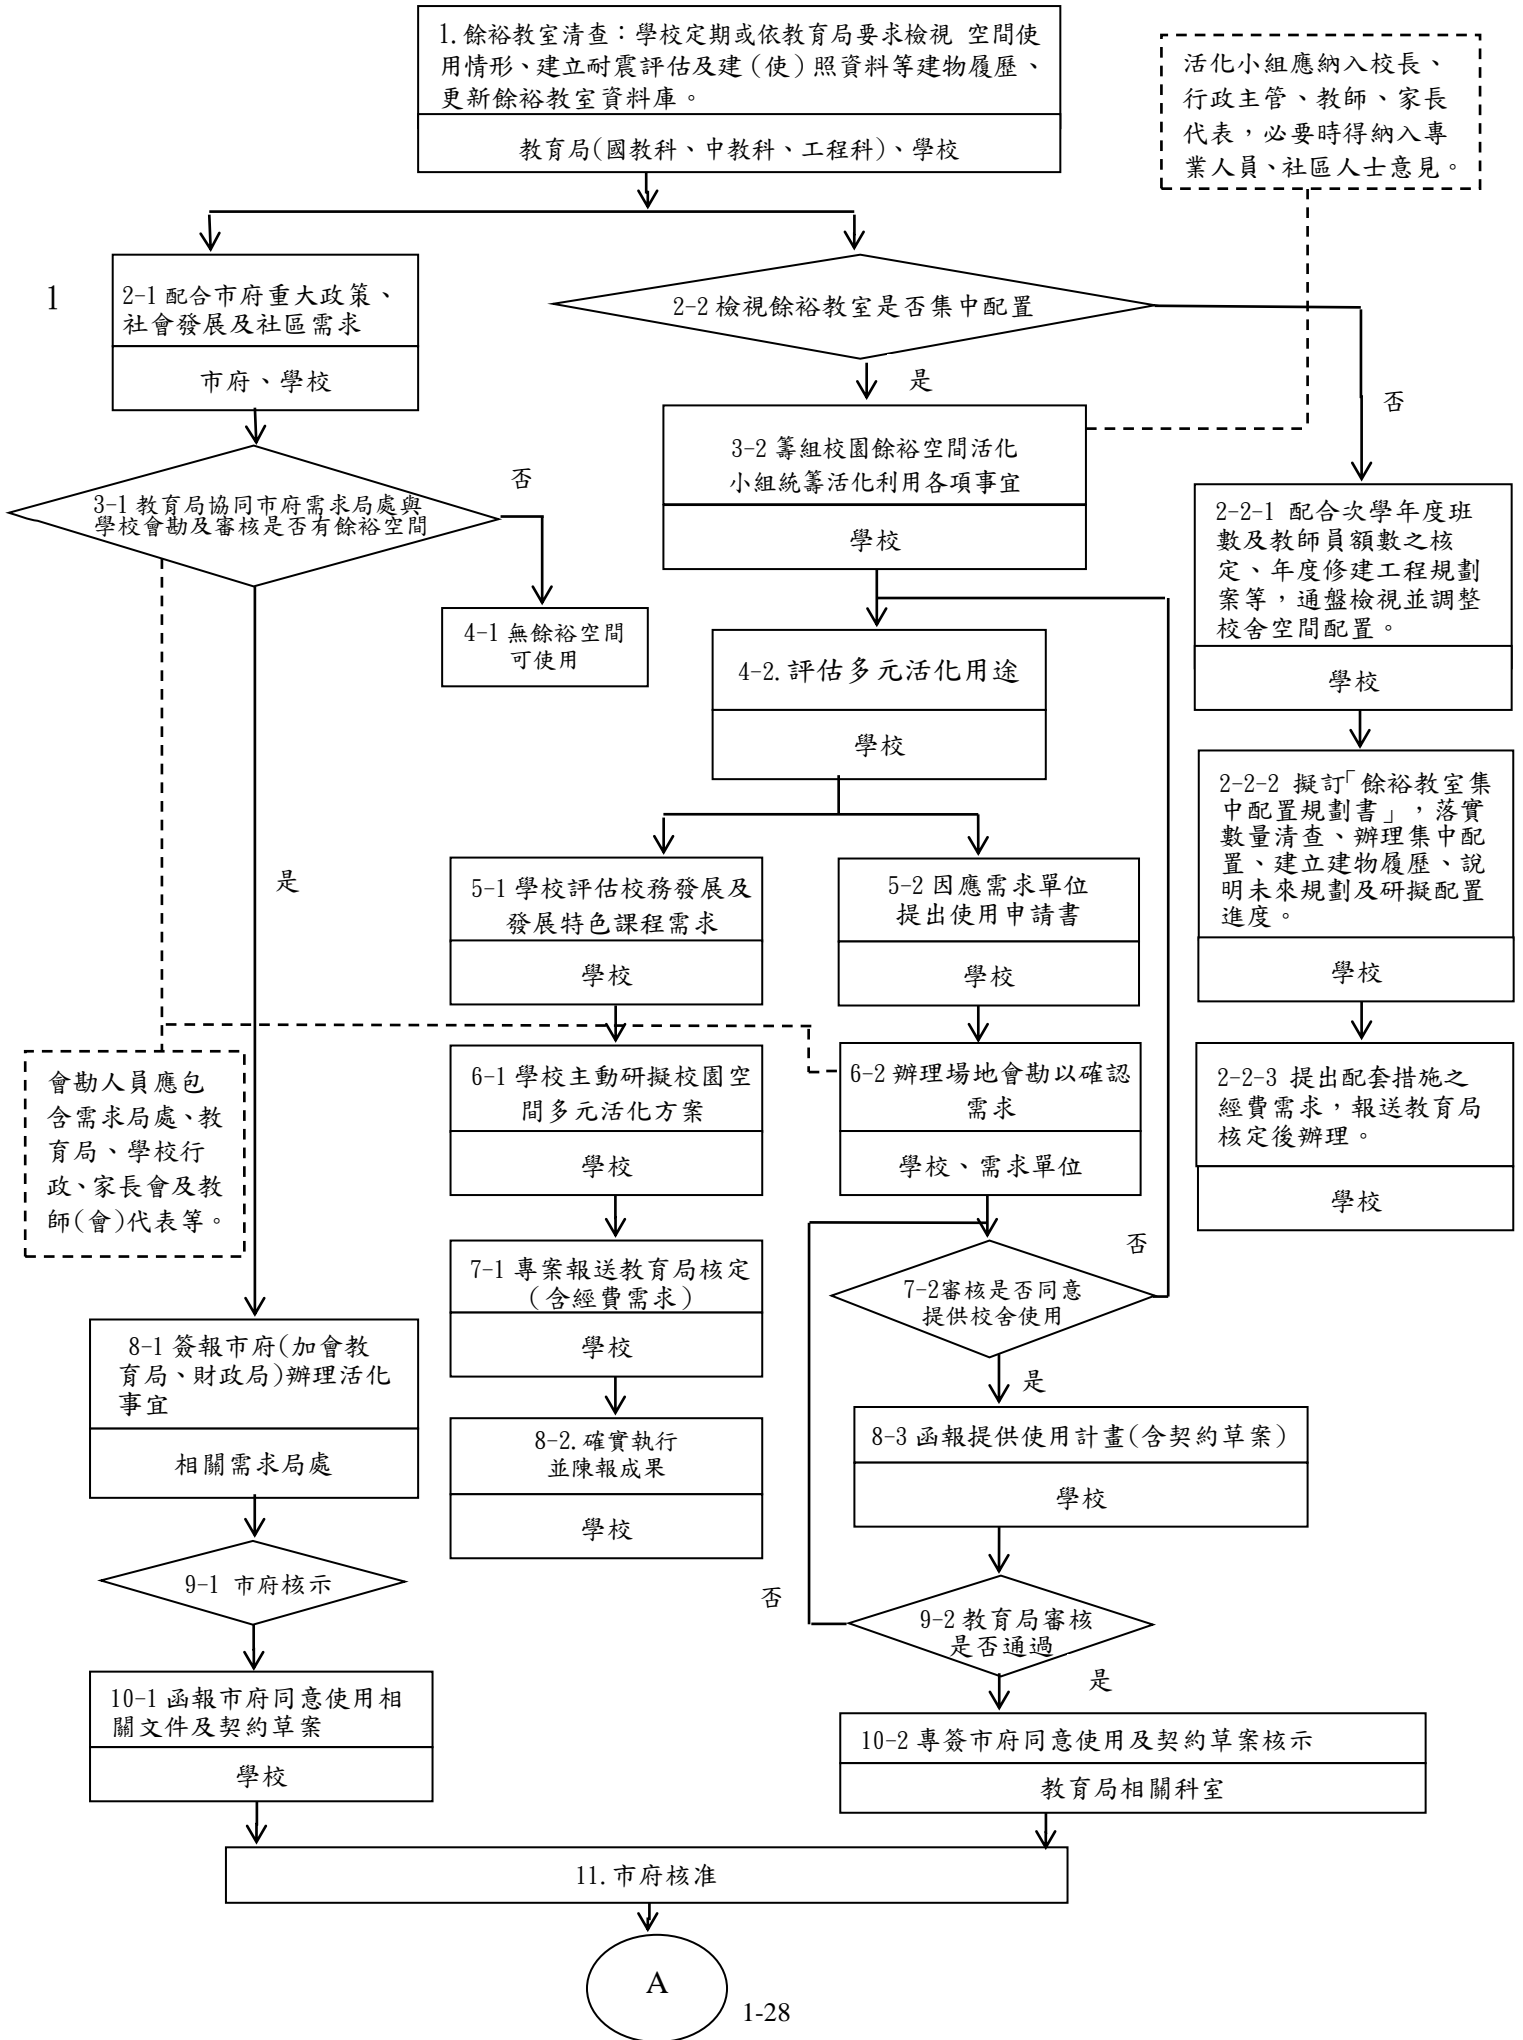 1.餘裕教室清查：學校定期或依教育局要求檢視 空間使
用情形、建立耐震評估及建(使)照資料等建物履歷、
更新餘裕教室資料庫。
教育局(國教科、中教科、工程科)、學校
活化小組應納入校長、
行政主管、教師、家長
代表，必要時得納入專
業人員、社區人士意見。
1
2-1 配合市府重大政策、
社會發展及社區需求
市府、學校
2-2 檢視餘裕教室是否集中配置
是
否
3-1 教育局協同市府需求局處與
學校會勘及審核是否有餘裕空間
否
是
4-1 無餘裕空間
可使用
3-2 籌組校園餘裕空間活化
小組統籌活化利用各項事宜
學校
2-2-1 配合次學年度班
數及教師員額數之核
定、年度修建工程規劃
案等，通盤檢視並調整
校舍空間配置。
學校
4-2.評估多元活化用途
學校
2-2-2 擬訂「餘裕教室集
中配置規劃書」，落實
數量清查、辦理集中配
置、建立建物履歷、說
明未來規劃及研擬配置
進度。
學校
5-1 學校評估校務發展及
發展特色課程需求
學校
5-2 因應需求單位
提出使用申請書
學校
會勘人員應包
含需求局處、教
育局、學校行
政、家長會及教
師(會)代表等。
6-1 學校主動研擬校園空
間多元活化方案
學校
6-2 辦理場地會勘以確認
需求
學校、需求單位
2-2-3 提出配套措施之
經費需求，報送教育局
核定後辦理。
學校
7-1 專案報送教育局核定
(含經費需求)
學校
7-2審核是否同意
提供校舍使用
否
是
8-1 簽報市府(加會教
育局、財政局)辦理活化
事宜
相關需求局處
8-2.確實執行
並陳報成果
學校
8-3 函報提供使用計畫(含契約草案)
學校
9-1 市府核示
9-2 教育局審核
是否通過
否
是
10-1 函報市府同意使用相
關文件及契約草案
學校
10-2 專簽市府同意使用及契約草案核示
教育局相關科室
11.市府核准
A
1-28